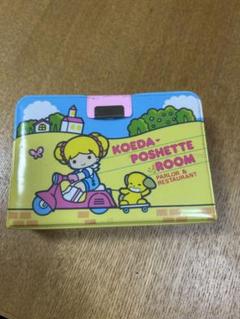 KOEDA-
POSHETTE
ROOM
PARLOR &
RESTAURANT